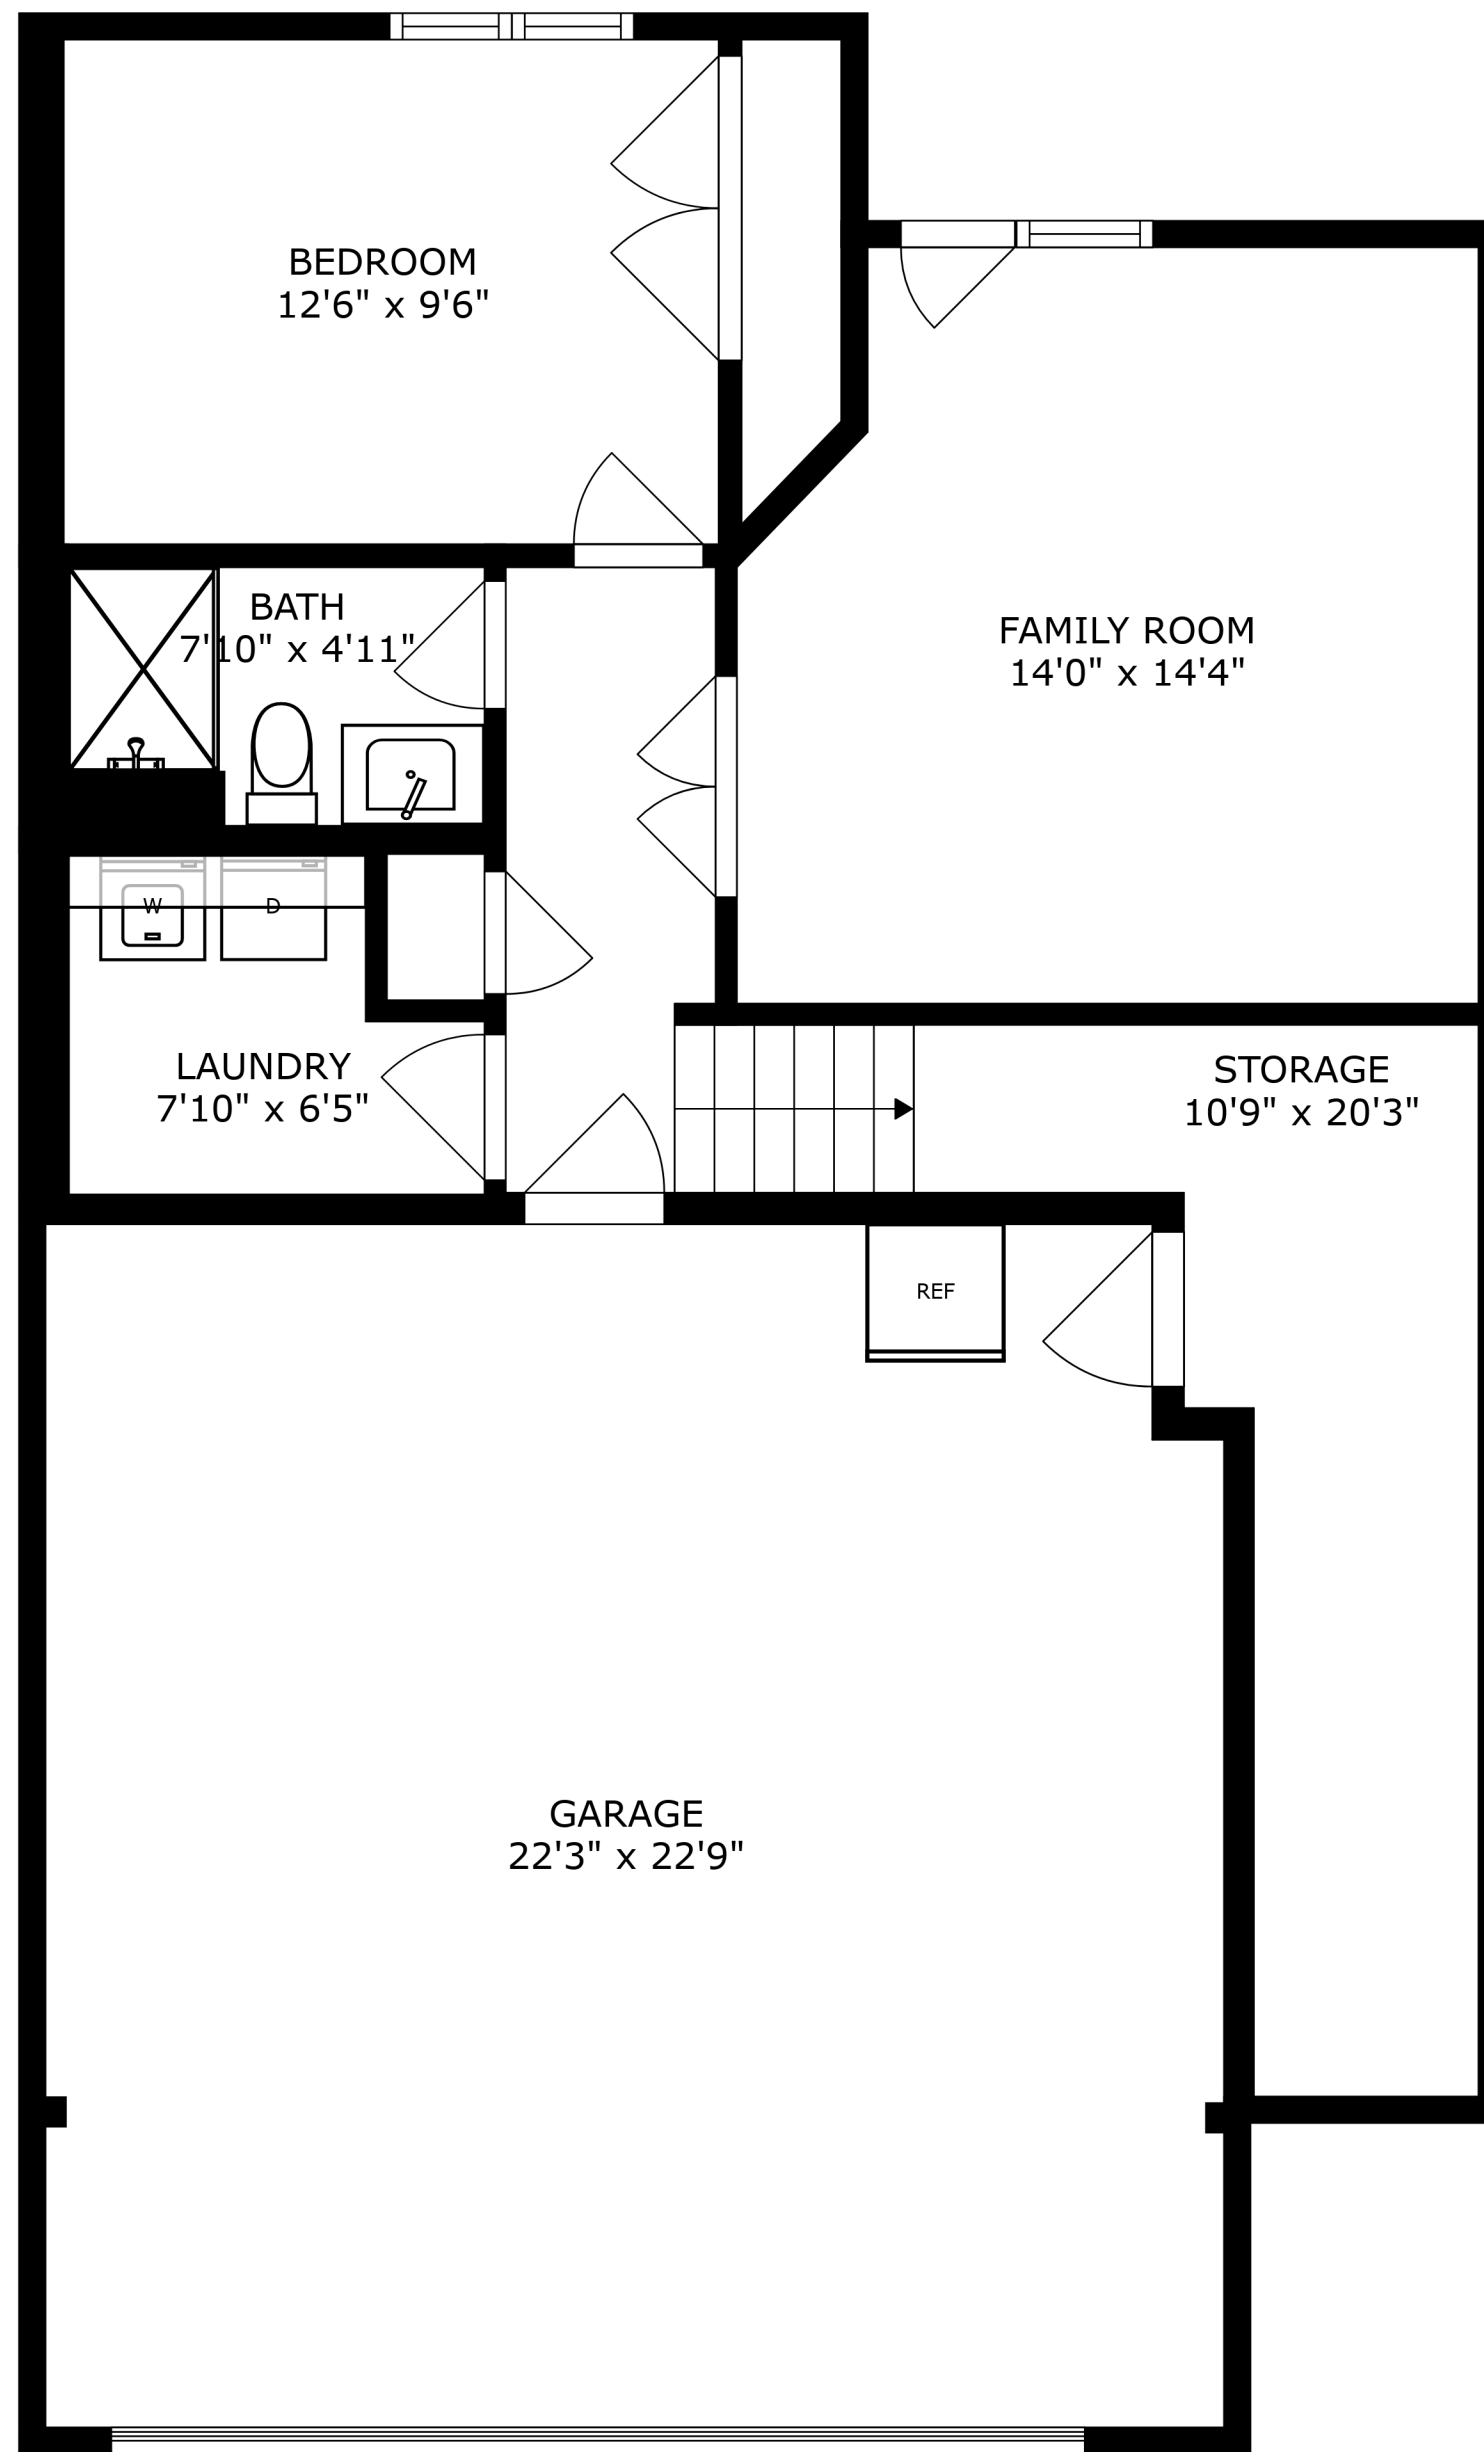 BEDROOM
12'6" x 9'6"
BATH
7'10" x 4'11"
FAMILY ROOM
14'0" x 14'4"
W
D
LAUNDRY
7'10" x 6'5"
STORAGE
10'9" x 20'3"
REF
GARAGE
22'3" x 22'9"